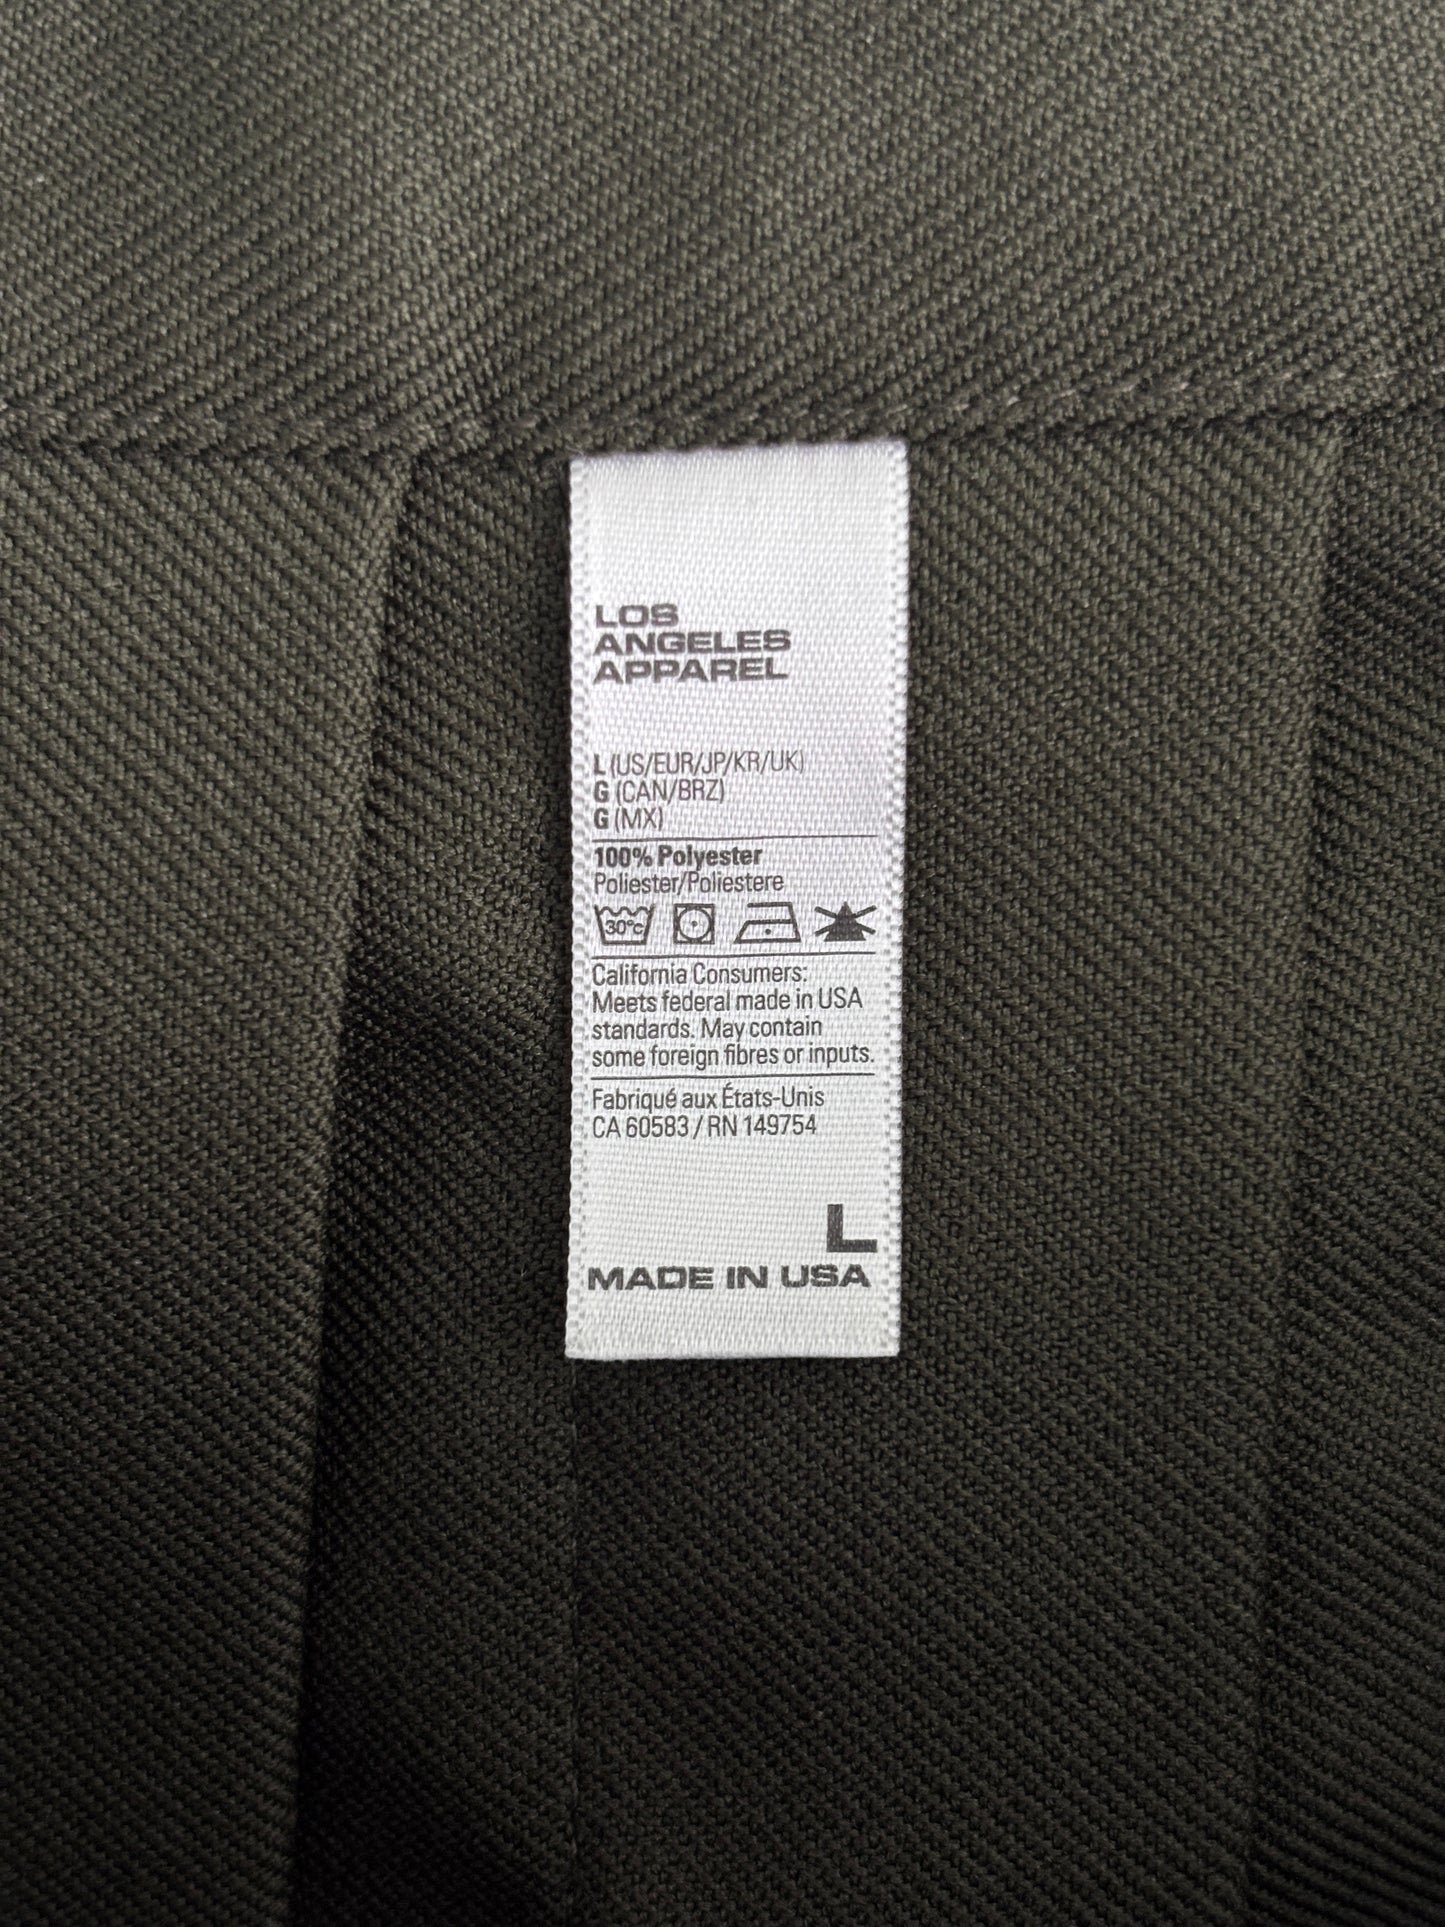 LOS
ANGELES
APPAREL
L (US/EUR/JP/KR/UK)
G (CAN/BRZ)
G (MX)
100% Polyester
Poliester/Poliestere
30°c
California Consumers:
Meets federal made in USA
standards. May contain
some foreign fibres or inputs.
Fabriqué aux États-Unis
CA 60583 / RN 149754
L
MADE IN USA